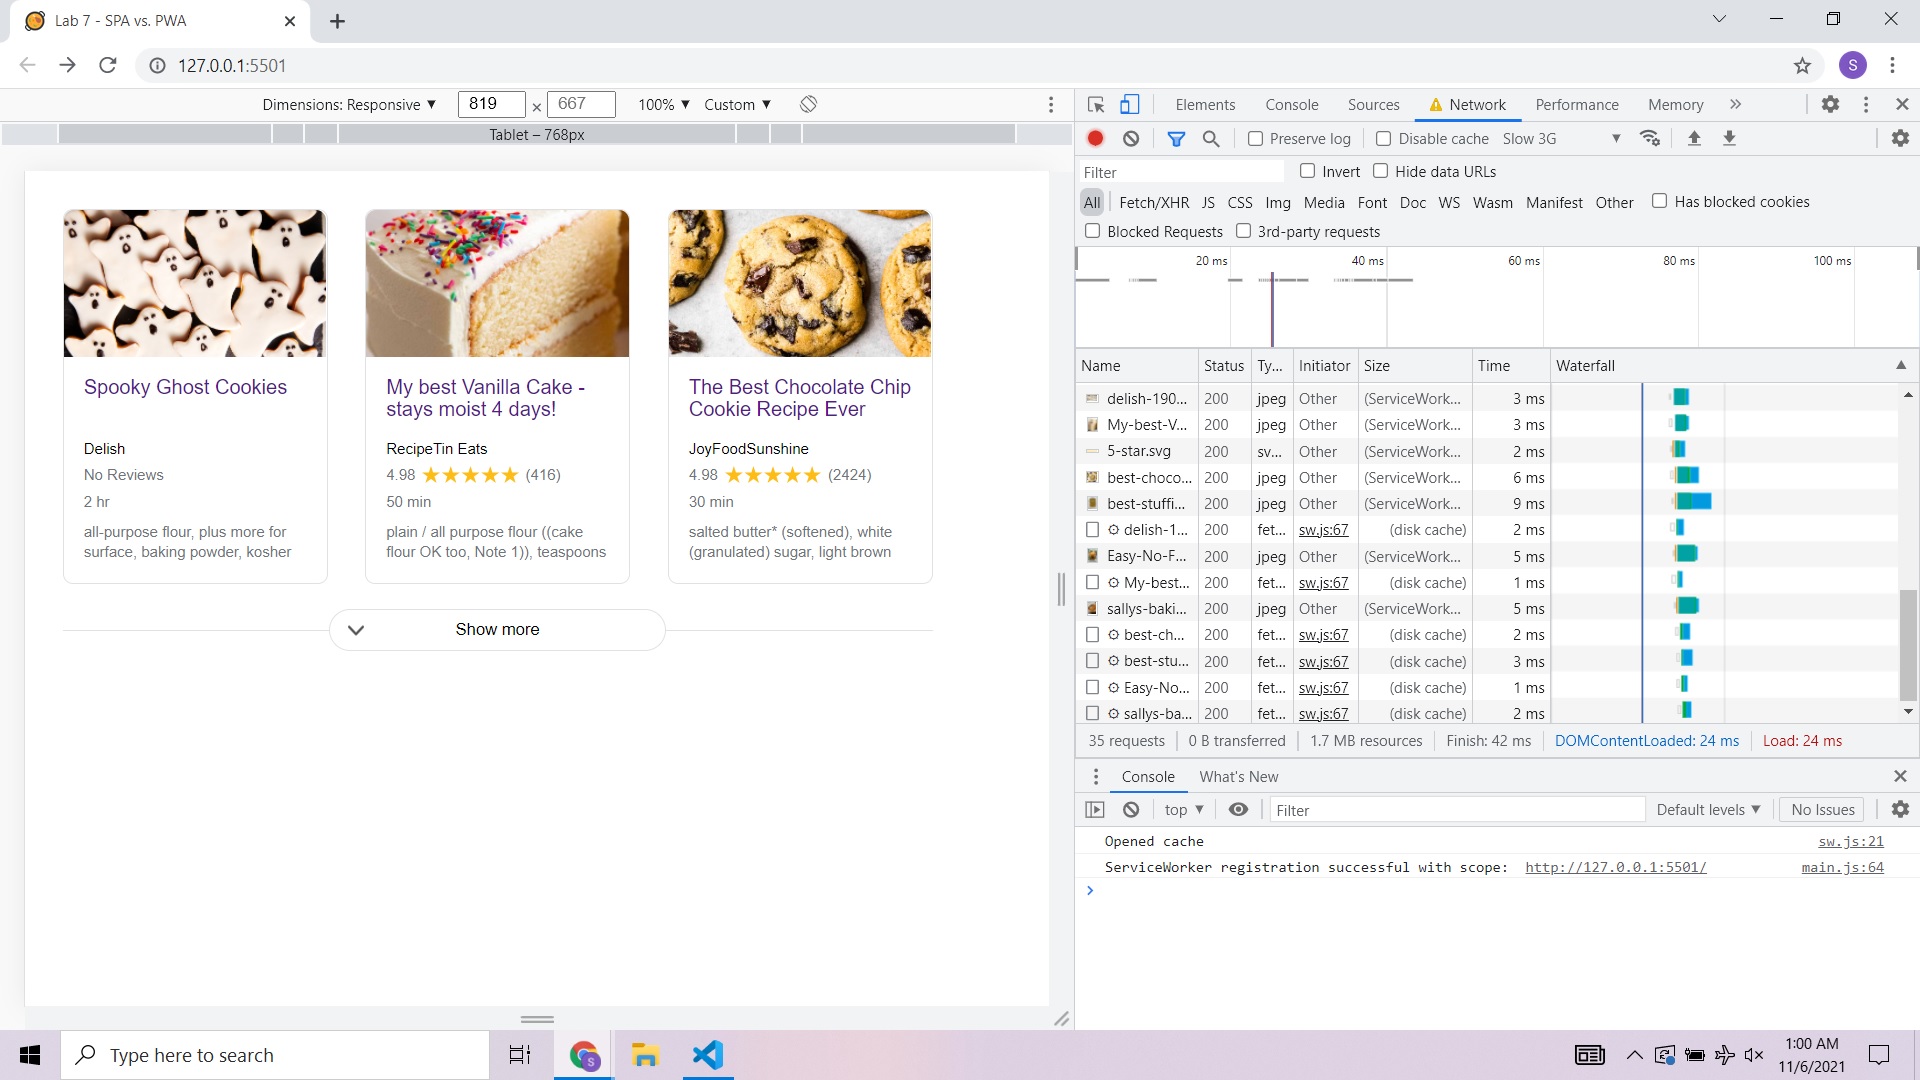 Lab 7 - SPA vs. PWA
127.0.0.1:5501
S
Dimensions: Responsive 819 × 667 100% Custom
Tablet – 768px
Spooky Ghost Cookies
Delish
No Reviews
2 hr
all-purpose flour, plus more for
surface, baking powder, kosher
My best Vanilla Cake -
stays moist 4 days!
RecipeTin Eats
4.98 (416)
50 min
plain / all purpose flour ((cake
flour OK too, Note 1)), teaspoons
The Best Chocolate Chip
Cookie Recipe Ever
JoyFoodSunshine
4.98 (2424)
30 min
salted butter* (softened), white
(granulated) sugar, light brown
Show more
Elements Console Sources Network Performance Memory
Preserve log Disable cache Slow 3G
Filter Invert Hide data URLs
All Fetch/XHR JS CSS Img Media Font Doc WS Wasm Manifest Other Has blocked cookies
Blocked Requests 3rd-party requests
20 ms 40 ms 60 ms 80 ms 100 ms
Name Status Ty... Initiator Size Time Waterfall
delish-190... 200 jpeg Other (ServiceWork... 3 ms
My-best-V... 200 jpeg Other (ServiceWork... 3 ms
5-star.svg 200 sv... Other (ServiceWork... 2 ms
best-choco... 200 jpeg Other (ServiceWork... 6 ms
best-stuffi... 200 jpeg Other (ServiceWork... 9 ms
delish-1... 200 fet... sw.js:67 (disk cache) 2 ms
Easy-No-F... 200 jpeg Other (ServiceWork... 5 ms
My-best... 200 fet... sw.js:67 (disk cache) 1 ms
sallys-baki... 200 jpeg Other (ServiceWork... 5 ms
best-ch... 200 fet... sw.js:67 (disk cache) 2 ms
best-stu... 200 fet... sw.js:67 (disk cache) 3 ms
Easy-No... 200 fet... sw.js:67 (disk cache) 1 ms
sallys-ba... 200 fet... sw.js:67 (disk cache) 2 ms
35 requests 0 B transferred 1.7 MB resources Finish: 42 ms DOMContentLoaded: 24 ms Load: 24 ms
Console What's New
top Filter Default levels No Issues
Opened cache sw.js:21
ServiceWorker registration successful with scope: http://127.0.0.1:5501/ main.js:64
Type here to search
S
1:00 AM
11/6/2021